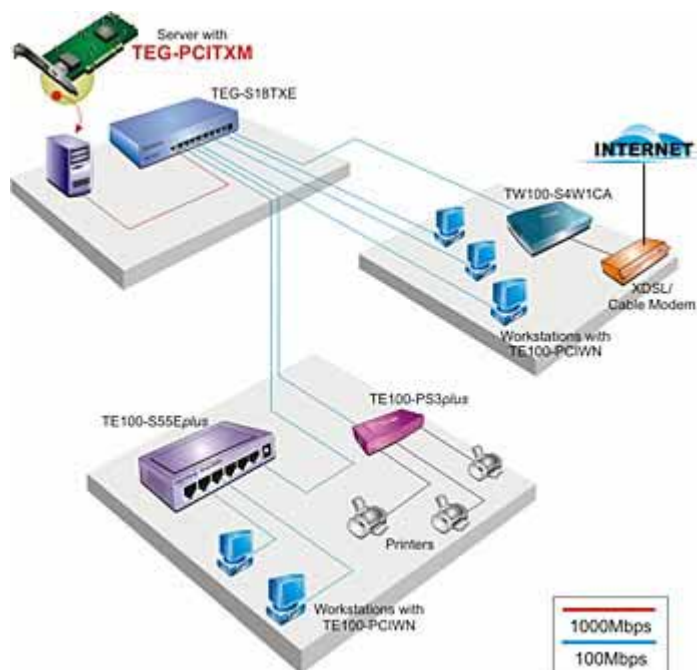 Server with
TEG-PCITXM
TEG-S18TXE
INTERNET
TW100-S4W1CA
XDSL/
Cable Modem
Workstations with
TE100-PCIWN
TE100-S55Eplus
TE100-PS3plus
Printers
Workstations with
TE100-PCIWN
1000Mbps
100Mbps